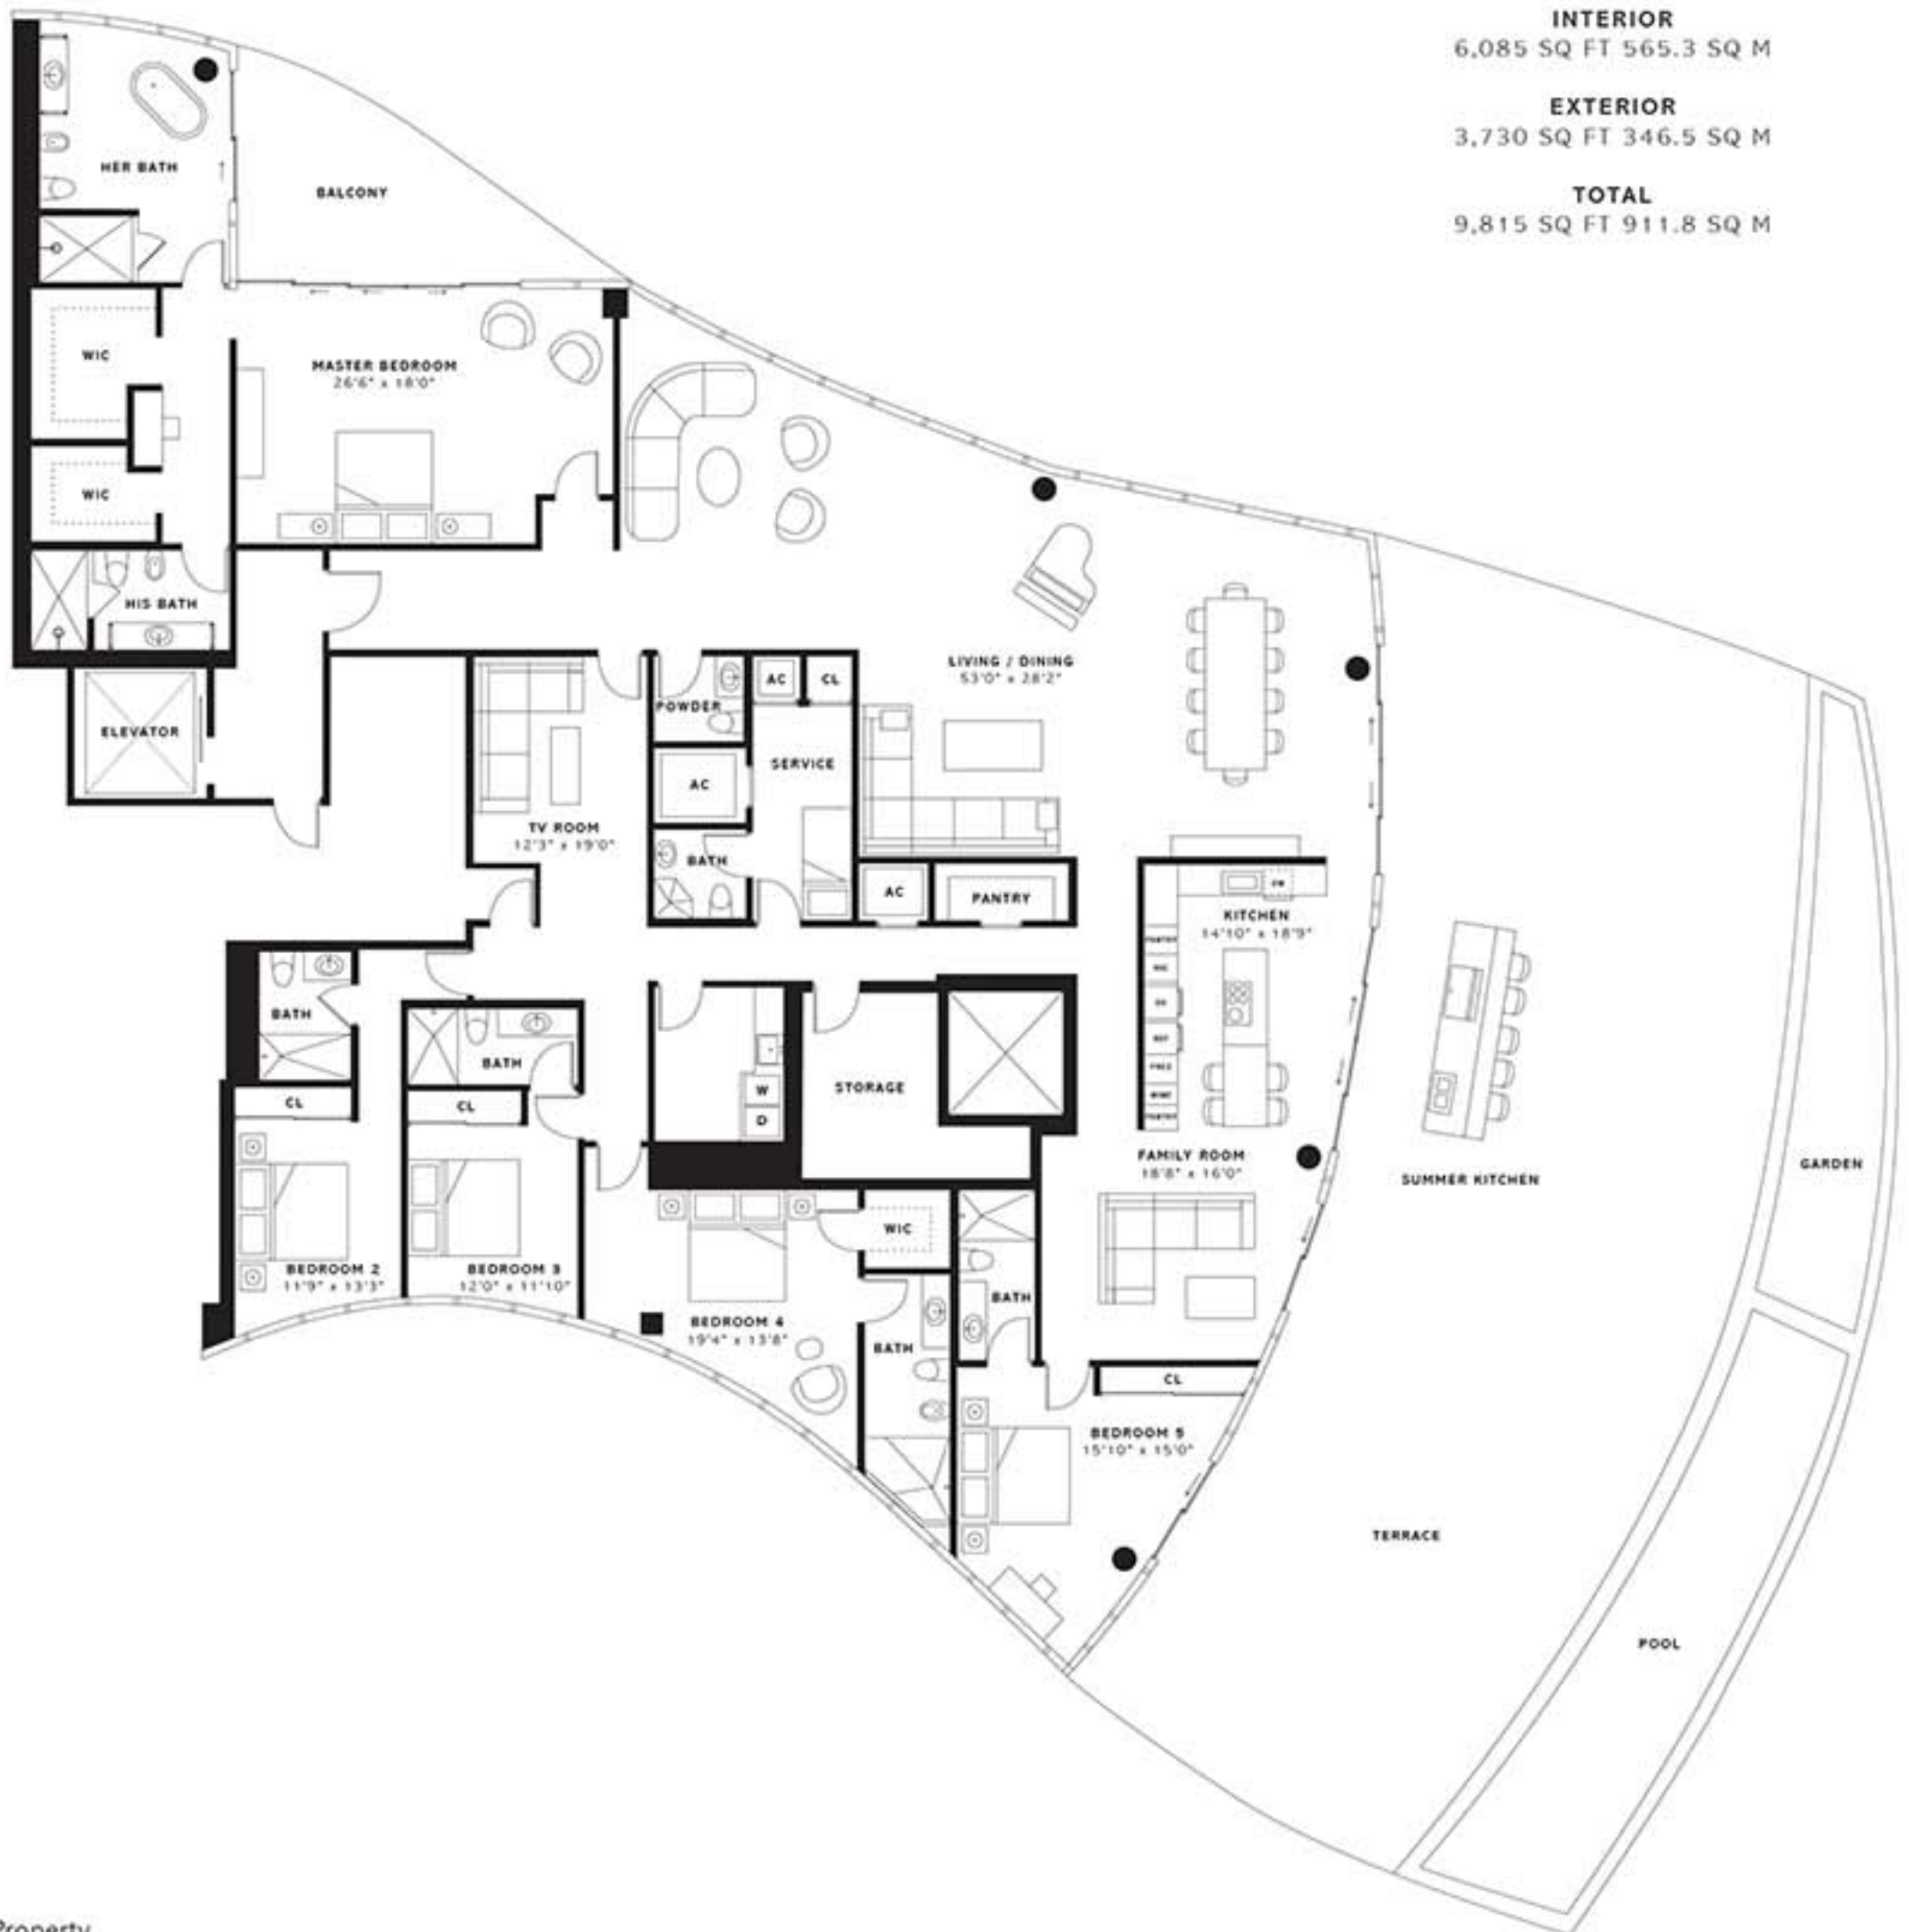 INTERIOR
6,085 SQ FT 565.3 SQ M
EXTERIOR
3,730 SQ FT 346.5 SQ M
TOTAL
9,815 SQ FT 911.8 SQ M
HER BATH
BALCONY
WIC
MASTER BEDROOM
26'6" x 18'0"
WIC
HIS BATH
ELEVATOR
LIVING / DINING
53'0" x 28'2"
POWDER
AC
CL
SERVICE
AC
TV ROOM
12'3" x 19'0"
BATH
AC
PANTRY
KITCHEN
14'10" x 18'9"
PANTRY
REF
FREZ
PANTRY
BATH
BATH
W
D
STORAGE
CL
CL
FAMILY ROOM
18'8" x 16'0"
SUMMER KITCHEN
GARDEN
WIC
BEDROOM 2
11'9" x 13'3"
BEDROOM 3
12'0" x 11'10"
BATH
BEDROOM 4
19'4" x 13'8"
BATH
CL
BEDROOM 5
15'10" x 15'0"
TERRACE
POOL
Property